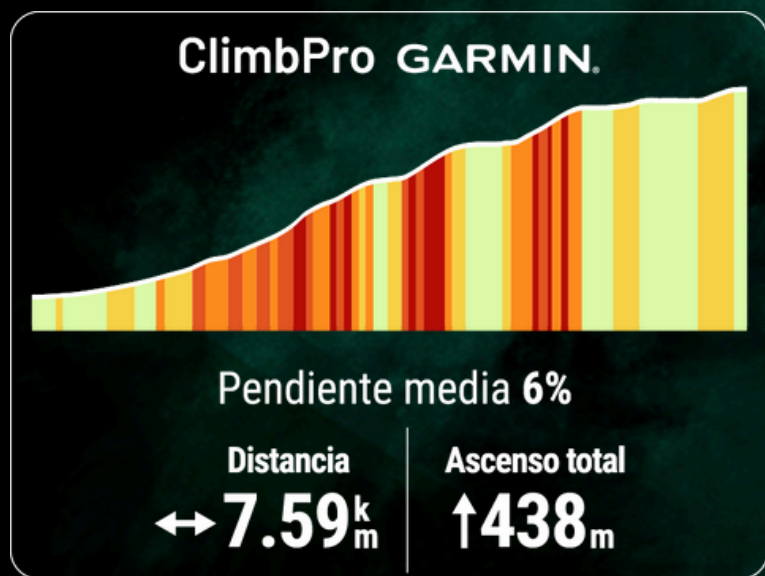 ClimbPro GARMIN®
Pendiente media 6%
Distancia
7.59 km
Ascenso total
438 m